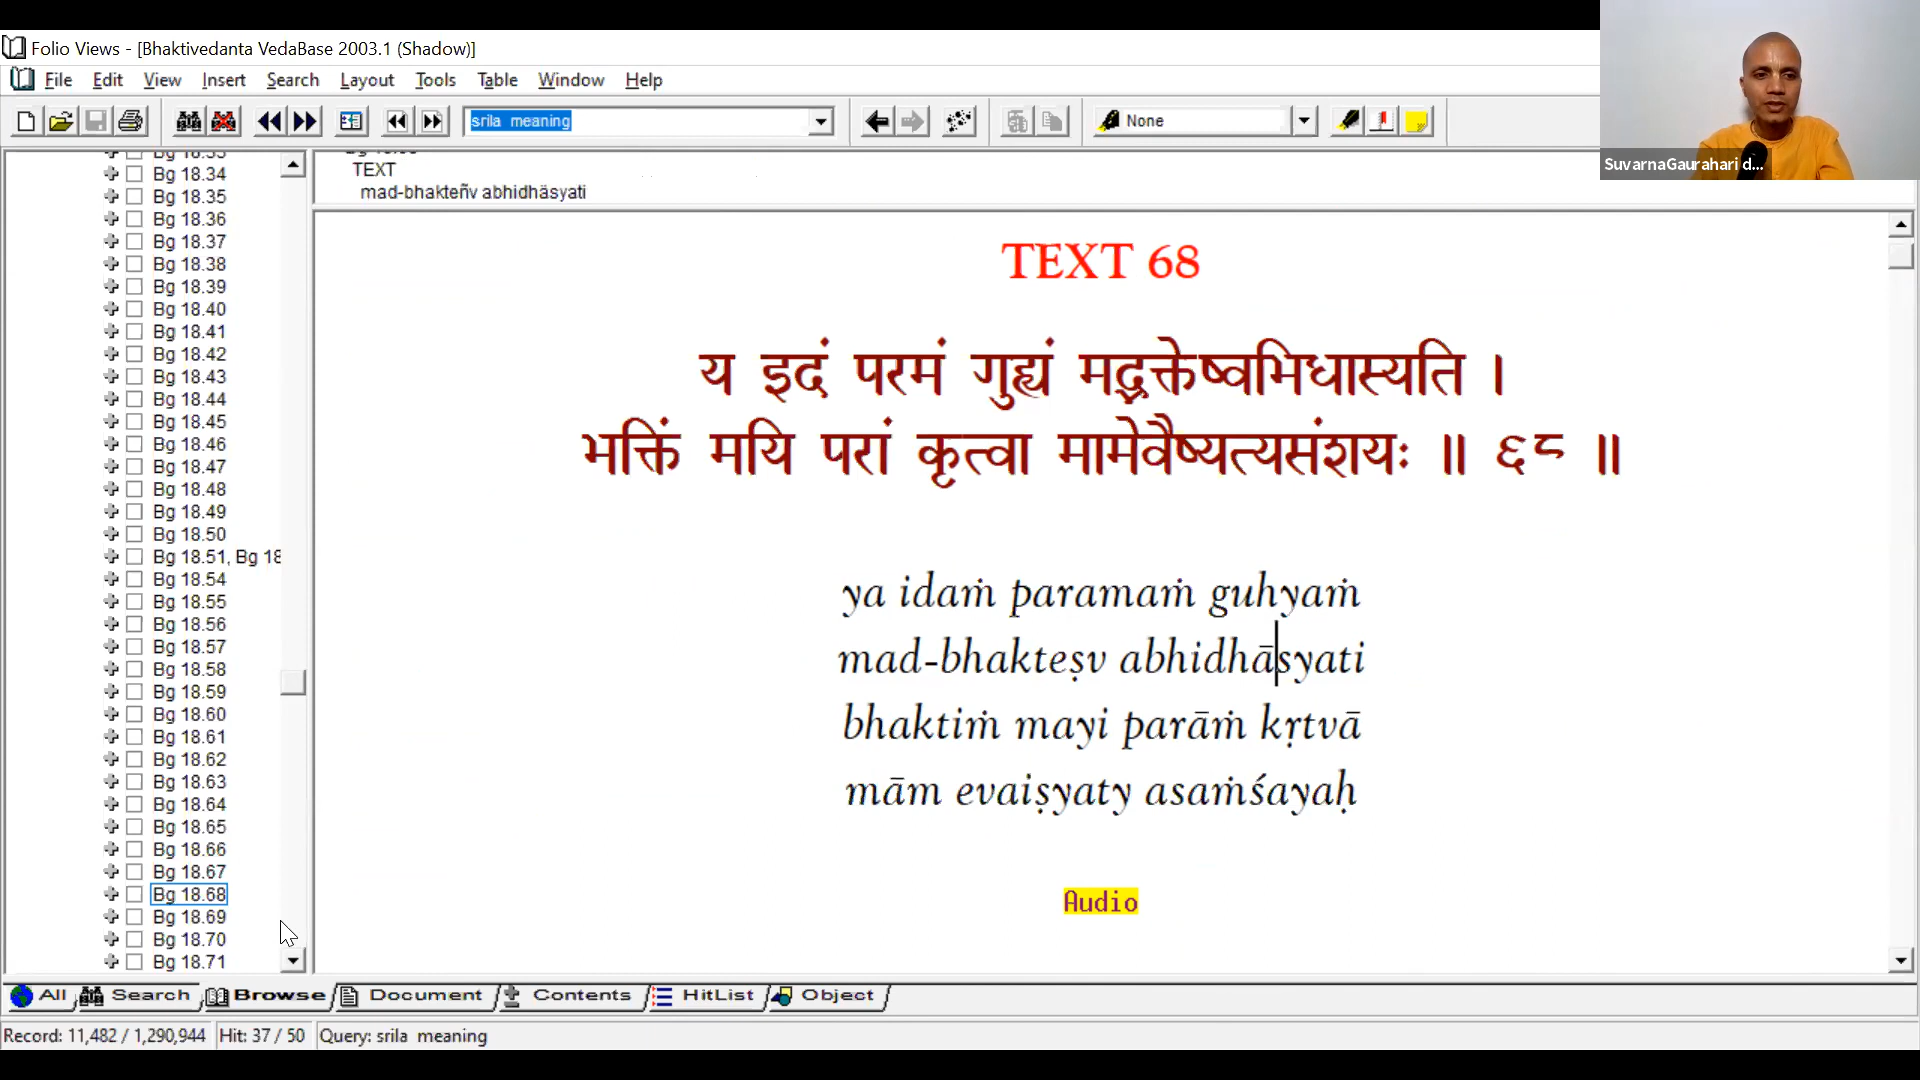 Folio Views - [Bhaktivedanta VedaBase 2003.1 (Shadow)]
File Edit View Insert Search Layout Tools Table Window Help
srila meaning
None
SuvarnaGaurahari d...
TEXT
mad-bhakteñv abhidhäsyati
Bg 18.34
Bg 18.35
Bg 18.36
Bg 18.37
Bg 18.38
Bg 18.39
Bg 18.40
Bg 18.41
Bg 18.42
Bg 18.43
Bg 18.44
Bg 18.45
Bg 18.46
Bg 18.47
Bg 18.48
Bg 18.49
Bg 18.50
Bg 18.51, Bg 18
Bg 18.54
Bg 18.55
Bg 18.56
Bg 18.57
Bg 18.58
Bg 18.59
Bg 18.60
Bg 18.61
Bg 18.62
Bg 18.63
Bg 18.64
Bg 18.65
Bg 18.66
Bg 18.67
Bg 18.68
Bg 18.69
Bg 18.70
Bg 18.71
TEXT 68
य इदं परमं गुह्यं मद्भक्तेष्वभिधास्यति ।
भक्तिं मयि परां कृत्वा मामेवैष्यत्यसंशयः ॥ ६८ ॥
ya idaṁ paramaṁ guhyaṁ
mad-bhakteṣv abhidhāsyati
bhaktiṁ mayi parāṁ kṛtvā
mām evaiṣyaty asaṁśayaḥ
Audio
All Search Browse Document Contents HitList Object
Record: 11,482 / 1,290,944 Hit: 37 / 50 Query: srila meaning